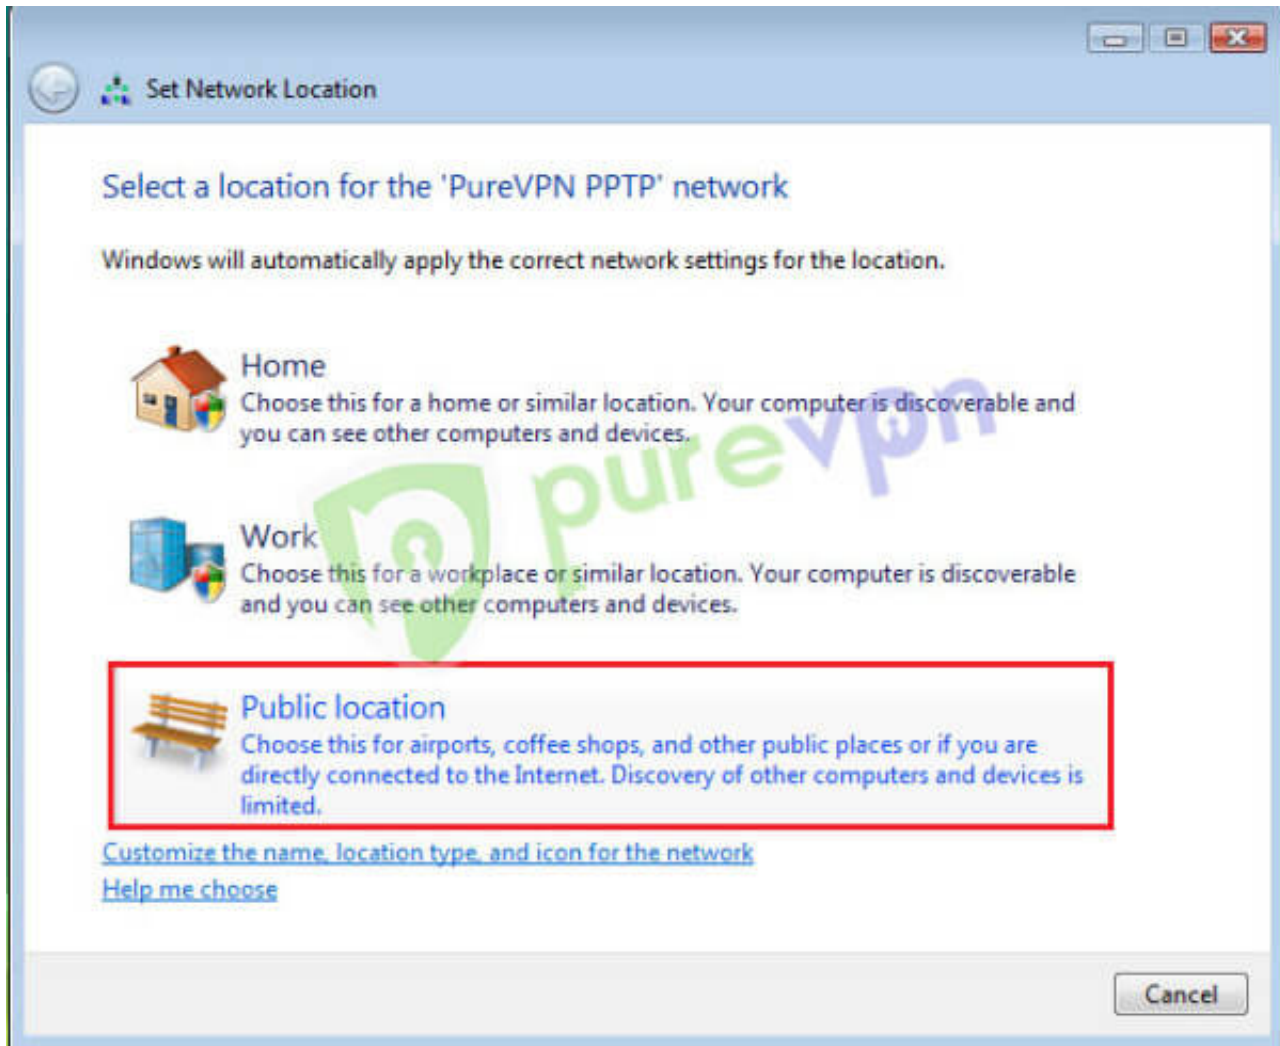 Set Network Location
Select a location for the 'PureVPN PPTP' network
Windows will automatically apply the correct network settings for the location.
Home
Choose this for a home or similar location. Your computer is discoverable and
you can see other computers and devices.
purevpn
Work
Choose this for a workplace or similar location. Your computer is discoverable
and you can see other computers and devices.
Public location
Choose this for airports, coffee shops, and other public places or if you are
directly connected to the Internet. Discovery of other computers and devices is
limited.
Customize the name, location type, and icon for the network
Help me choose
Cancel